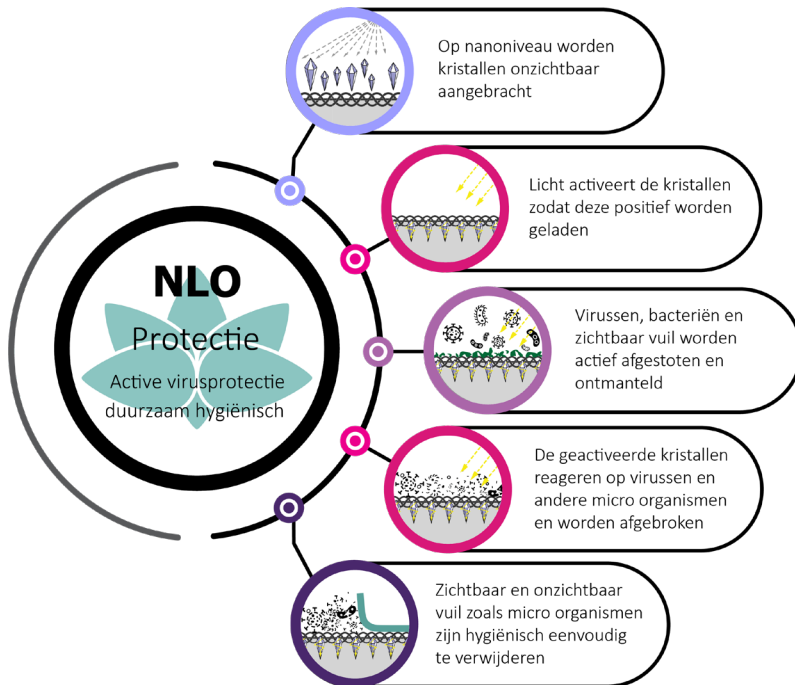 NLO
Protectie
Active virusprotectie
duurzaam hygiënisch
Op nanoniveau worden
kristallen onzichtbaar
aangebracht
Licht activeert de kristallen
zodat deze positief worden
geladen
Virussen, bacteriën en
zichtbaar vuil worden
actief afgestoten en
ontmanteld
De geactiveerde kristallen
reageren op virussen en
andere micro organismen
en worden afgebroken
Zichtbaar en onzichtbaar
vuil zoals micro organismen
zijn hygiënisch eenvoudig
te verwijderen